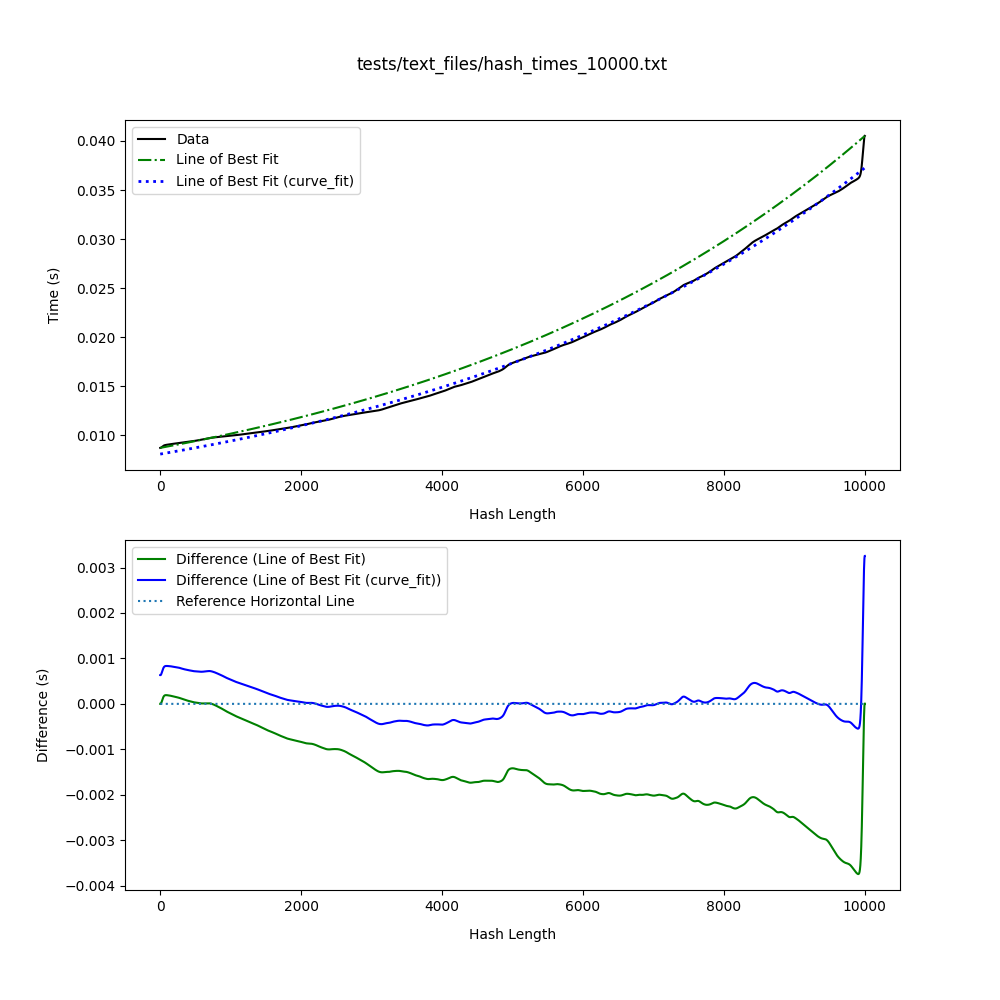 tests/text_files/hash_times_10000.txt
Data
Line of Best Fit
Line of Best Fit (curve_fit)
0.040
0.035
0.030
0.025
0.020
0.015
0.010
Time (s)
0 2000 4000 6000 8000 10000
Hash Length
Difference (Line of Best Fit)
Difference (Line of Best Fit (curve_fit))
Reference Horizontal Line
0.003
0.002
0.001
0.000
−0.001
−0.002
−0.003
−0.004
Difference (s)
0 2000 4000 6000 8000 10000
Hash Length